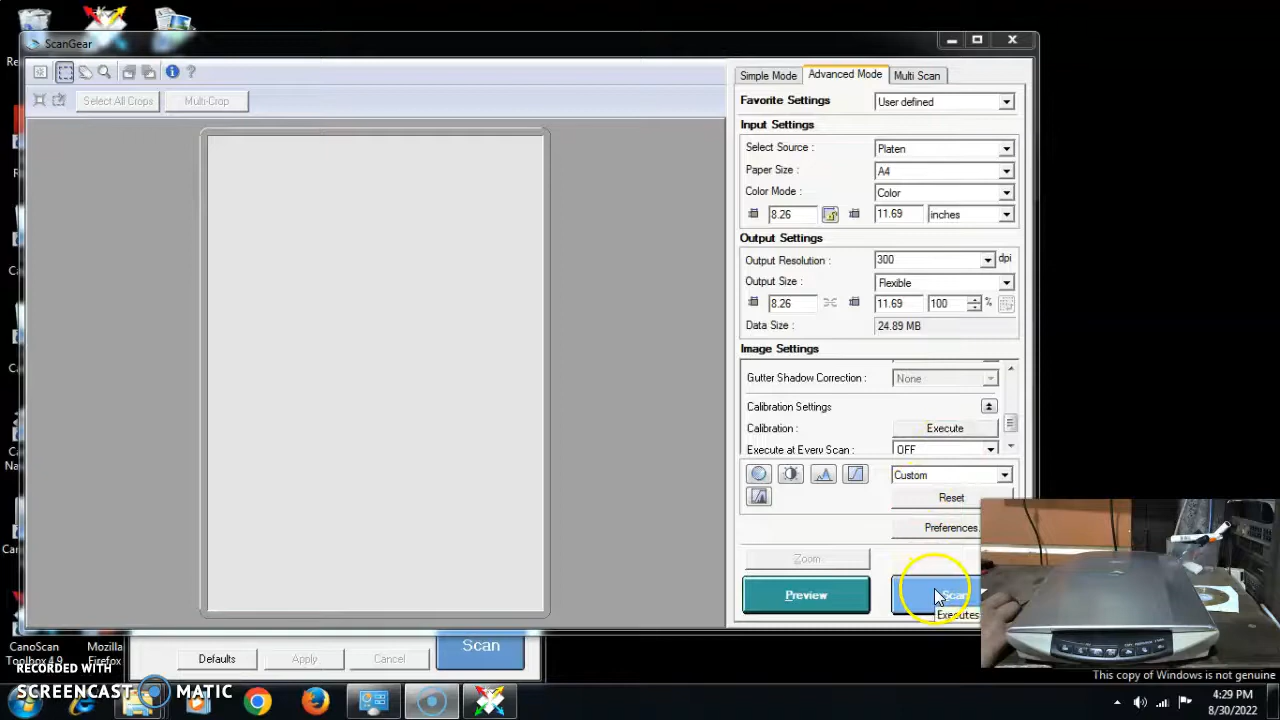 ScanGear
Simple Mode Advanced Mode Multi Scan
Select All Crops Multi-Crop
Favorite Settings User defined
Input Settings
Select Source : Platen
Paper Size : A4
Color Mode : Color
8.26 11.69 inches
Output Settings
Output Resolution : 300 dpi
Output Size : Flexible
8.26 11.69 100 %
Data Size : 24.89 MB
Image Settings
Gutter Shadow Correction : None
Calibration Settings
Calibration : Execute
Execute at Every Scan : OFF
Custom
Reset
Preferences
Zoom
Preview Scan
Executes
CanoScan
Toolbox 4.9
Mozilla
Firefox
Defaults Apply Cancel Scan
RECORDED WITH
SCREENCAST MATIC
This copy of Windows is not genuine
4:29 PM
8/30/2022